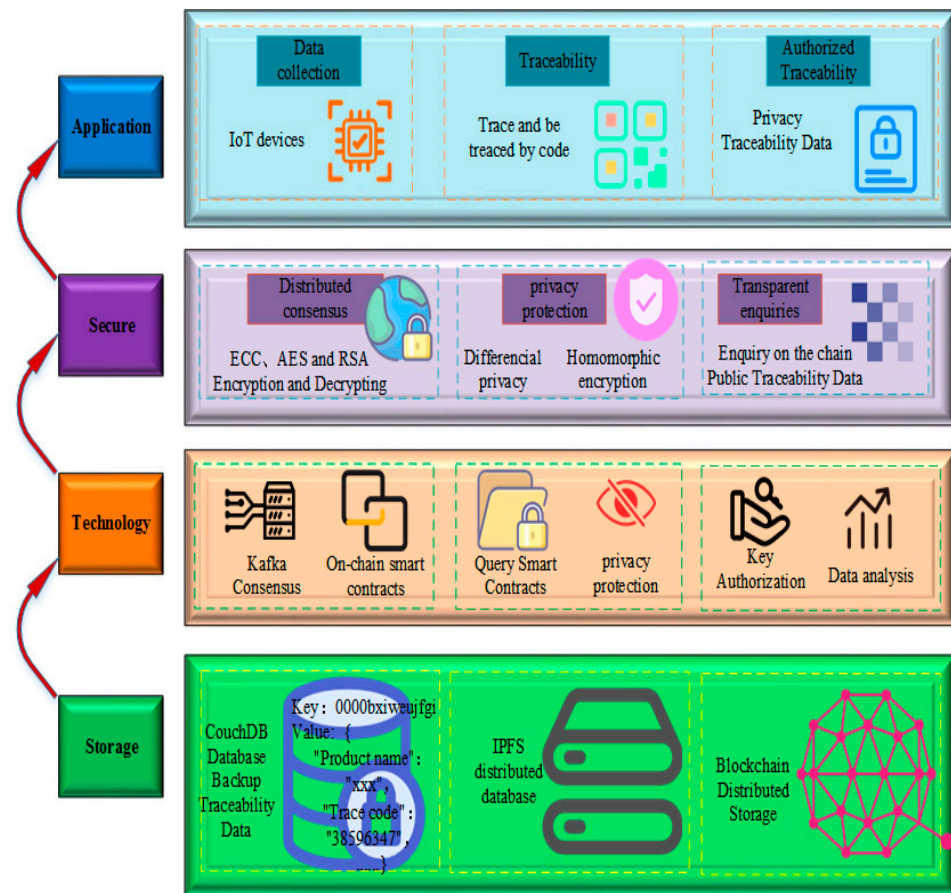 Application
Data
collection
IoT devices
Traceability
Trace and be
treaced by code
Authorized
Traceability
Privacy
Traceability Data
Secure
Distributed
consensus
ECC、AES and RSA
Encryption and Decrypting
privacy
protection
Differencial
privacy
Homomorphic
encryption
Transparent
enquiries
Enquiry on the chain
Public Traceability Data
Technology
Kafka
Consensus
On-chain smart
contracts
Query Smart
Contracts
privacy
protection
Key
Authorization
Data analysis
Storage
CouchDB
Database
Backup
Traceability
Data
Key：0000bxiweujfgi
Value:｛
"Product name"：
"xxx"，
"Trace code"：
"38596347"，
....}
IPFS
distributed
database
Blockchain
Distributed
Storage